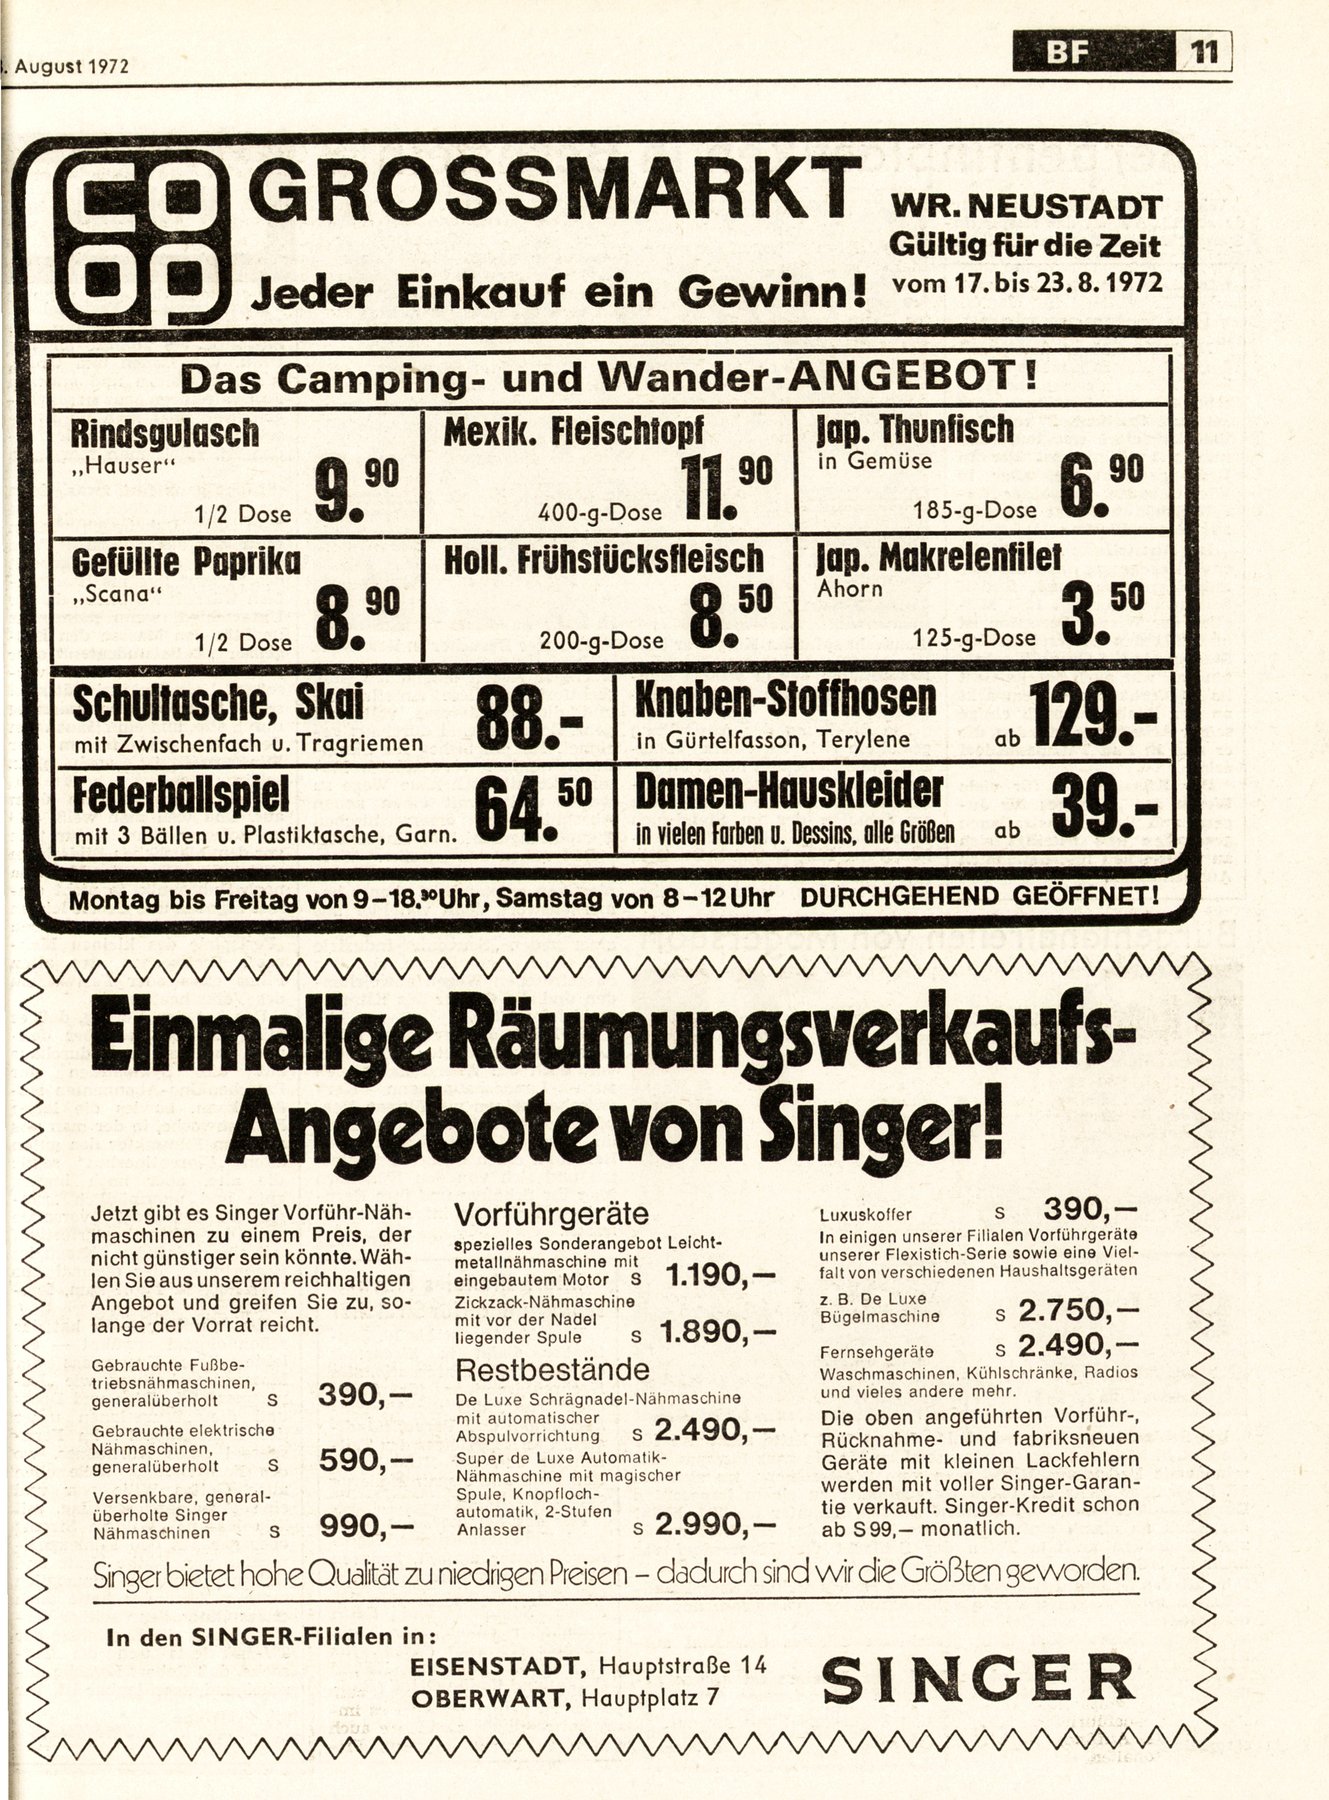 . August 1972
BF 11
COOP
GROSSMARKT
Jeder Einkauf ein Gewinn!
WR. NEUSTADT
Gültig für die Zeit
vom 17. bis 23. 8. 1972
Das Camping- und Wander-ANGEBOT!
Rindsgulasch
„Hauser“
1/2 Dose 9.90
Mexik. Fleischtopf
400-g-Dose 11.90
Jap. Thunfisch
in Gemüse
185-g-Dose 6.90
Gefüllte Paprika
„Scana“
1/2 Dose 8.90
Holl. Frühstücksfleisch
200-g-Dose 8.50
Jap. Makrelenfilet
Ahorn
125-g-Dose 3.50
Schultasche, Skai
mit Zwischenfach u. Tragriemen 88.-
Knaben-Stoffhosen
in Gürtelfasson, Terylene ab 129.-
Federballspiel
mit 3 Bällen u. Plastiktasche, Garn. 64.50
Damen-Hauskleider
in vielen Farben u. Dessins, alle Größen ab 39.-
Montag bis Freitag von 9–18.30 Uhr, Samstag von 8–12 Uhr DURCHGEHEND GEÖFFNET!
Einmalige Räumungsverkaufs-
Angebote von Singer!
Jetzt gibt es Singer Vorführ-Näh-
maschinen zu einem Preis, der
nicht günstiger sein könnte. Wäh-
len Sie aus unserem reichhaltigen
Angebot und greifen Sie zu, so-
lange der Vorrat reicht.
Gebrauchte Fußbe-
triebsnähmaschinen,
generalüberholt S 390,—
Gebrauchte elektrische
Nähmaschinen,
generalüberholt S 590,—
Versenkbare, general-
überholte Singer
Nähmaschinen S 990,—
Vorführgeräte
spezielles Sonderangebot Leicht-
metallnähmaschine mit
eingebautem Motor S 1.190,—
Zickzack-Nähmaschine
mit vor der Nadel
liegender Spule S 1.890,—
Restbestände
De Luxe Schrägnadel-Nähmaschine
mit automatischer
Abspulvorrichtung S 2.490,—
Super de Luxe Automatik-
Nähmaschine mit magischer
Spule, Knopfloch-
automatik, 2-Stufen
Anlasser S 2.990,—
Luxuskoffer S 390,—
In einigen unserer Filialen Vorführgeräte
unserer Flexistich-Serie sowie eine Viel-
falt von verschiedenen Haushaltsgeräten
z. B. De Luxe
Bügelmaschine S 2.750,—
Fernsehgeräte S 2.490,—
Waschmaschinen, Kühlschränke, Radios
und vieles andere mehr.
Die oben angeführten Vorführ-,
Rücknahme- und fabriksneuen
Geräte mit kleinen Lackfehlern
werden mit voller Singer-Garan-
tie verkauft. Singer-Kredit schon
ab S 99,— monatlich.
Singer bietet hohe Qualität zu niedrigen Preisen – dadurch sind wir die Größten geworden.
In den SINGER-Filialen in:
EISENSTADT, Hauptstraße 14
OBERWART, Hauptplatz 7
SINGER